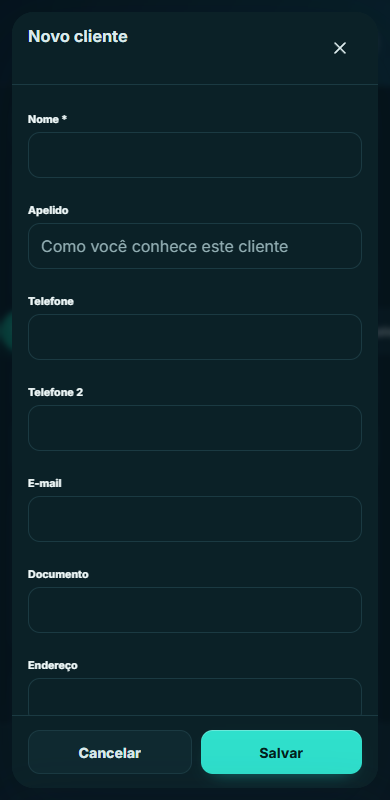 Novo cliente
Nome *
Apelido
Como você conhece este cliente
Telefone
Telefone 2
E-mail
Documento
Endereço
Cancelar
Salvar